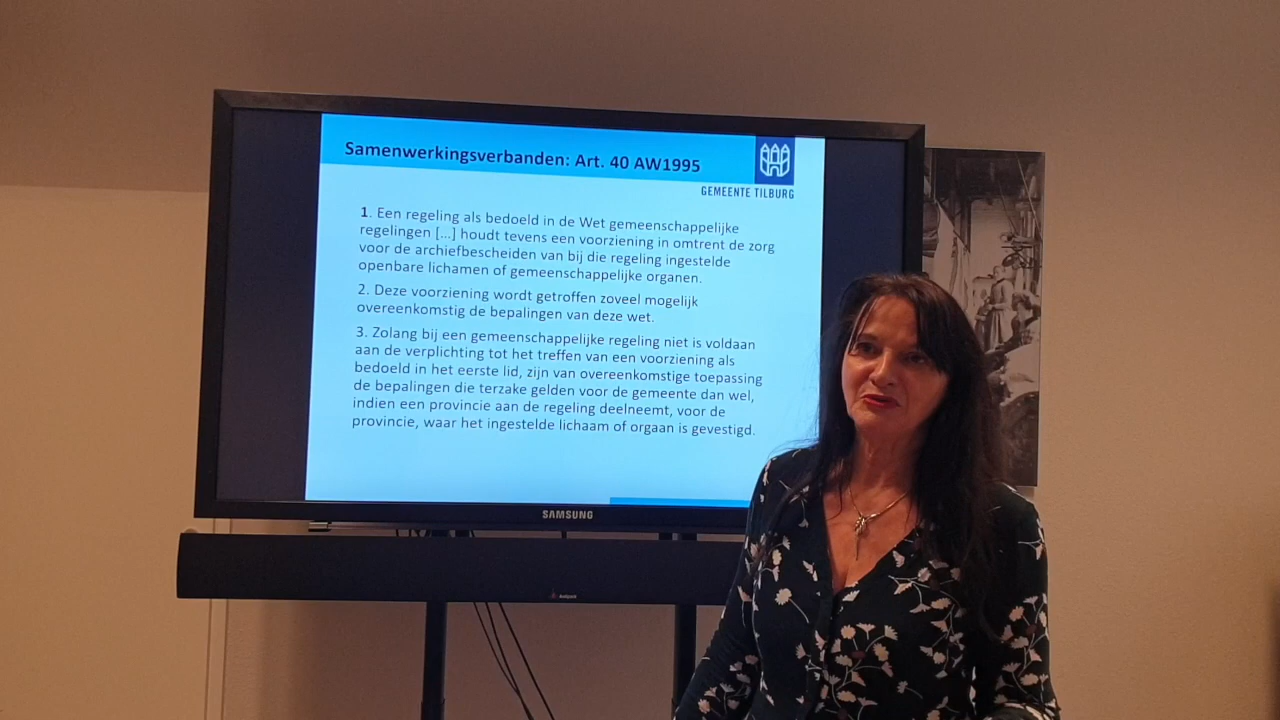 Samenwerkingsverbanden: Art. 40 AW1995
GEMEENTE TILBURG
1. Een regeling als bedoeld in de Wet gemeenschappelijke
regelingen [...] houdt tevens een voorziening in omtrent de zorg
voor de archiefbescheiden van bij die regeling ingestelde
openbare lichamen of gemeenschappelijke organen.
2. Deze voorziening wordt getroffen zoveel mogelijk
overeenkomstig de bepalingen van deze wet.
3. Zolang bij een gemeenschappelijke regeling niet is voldaan
aan de verplichting tot het treffen van een voorziening als
bedoeld in het eerste lid, zijn van overeenkomstige toepassing
de bepalingen die terzake gelden voor de gemeente dan wel,
indien een provincie aan de regeling deelneemt, voor de
provincie, waar het ingestelde lichaam of orgaan is gevestigd.
SAMSUNG